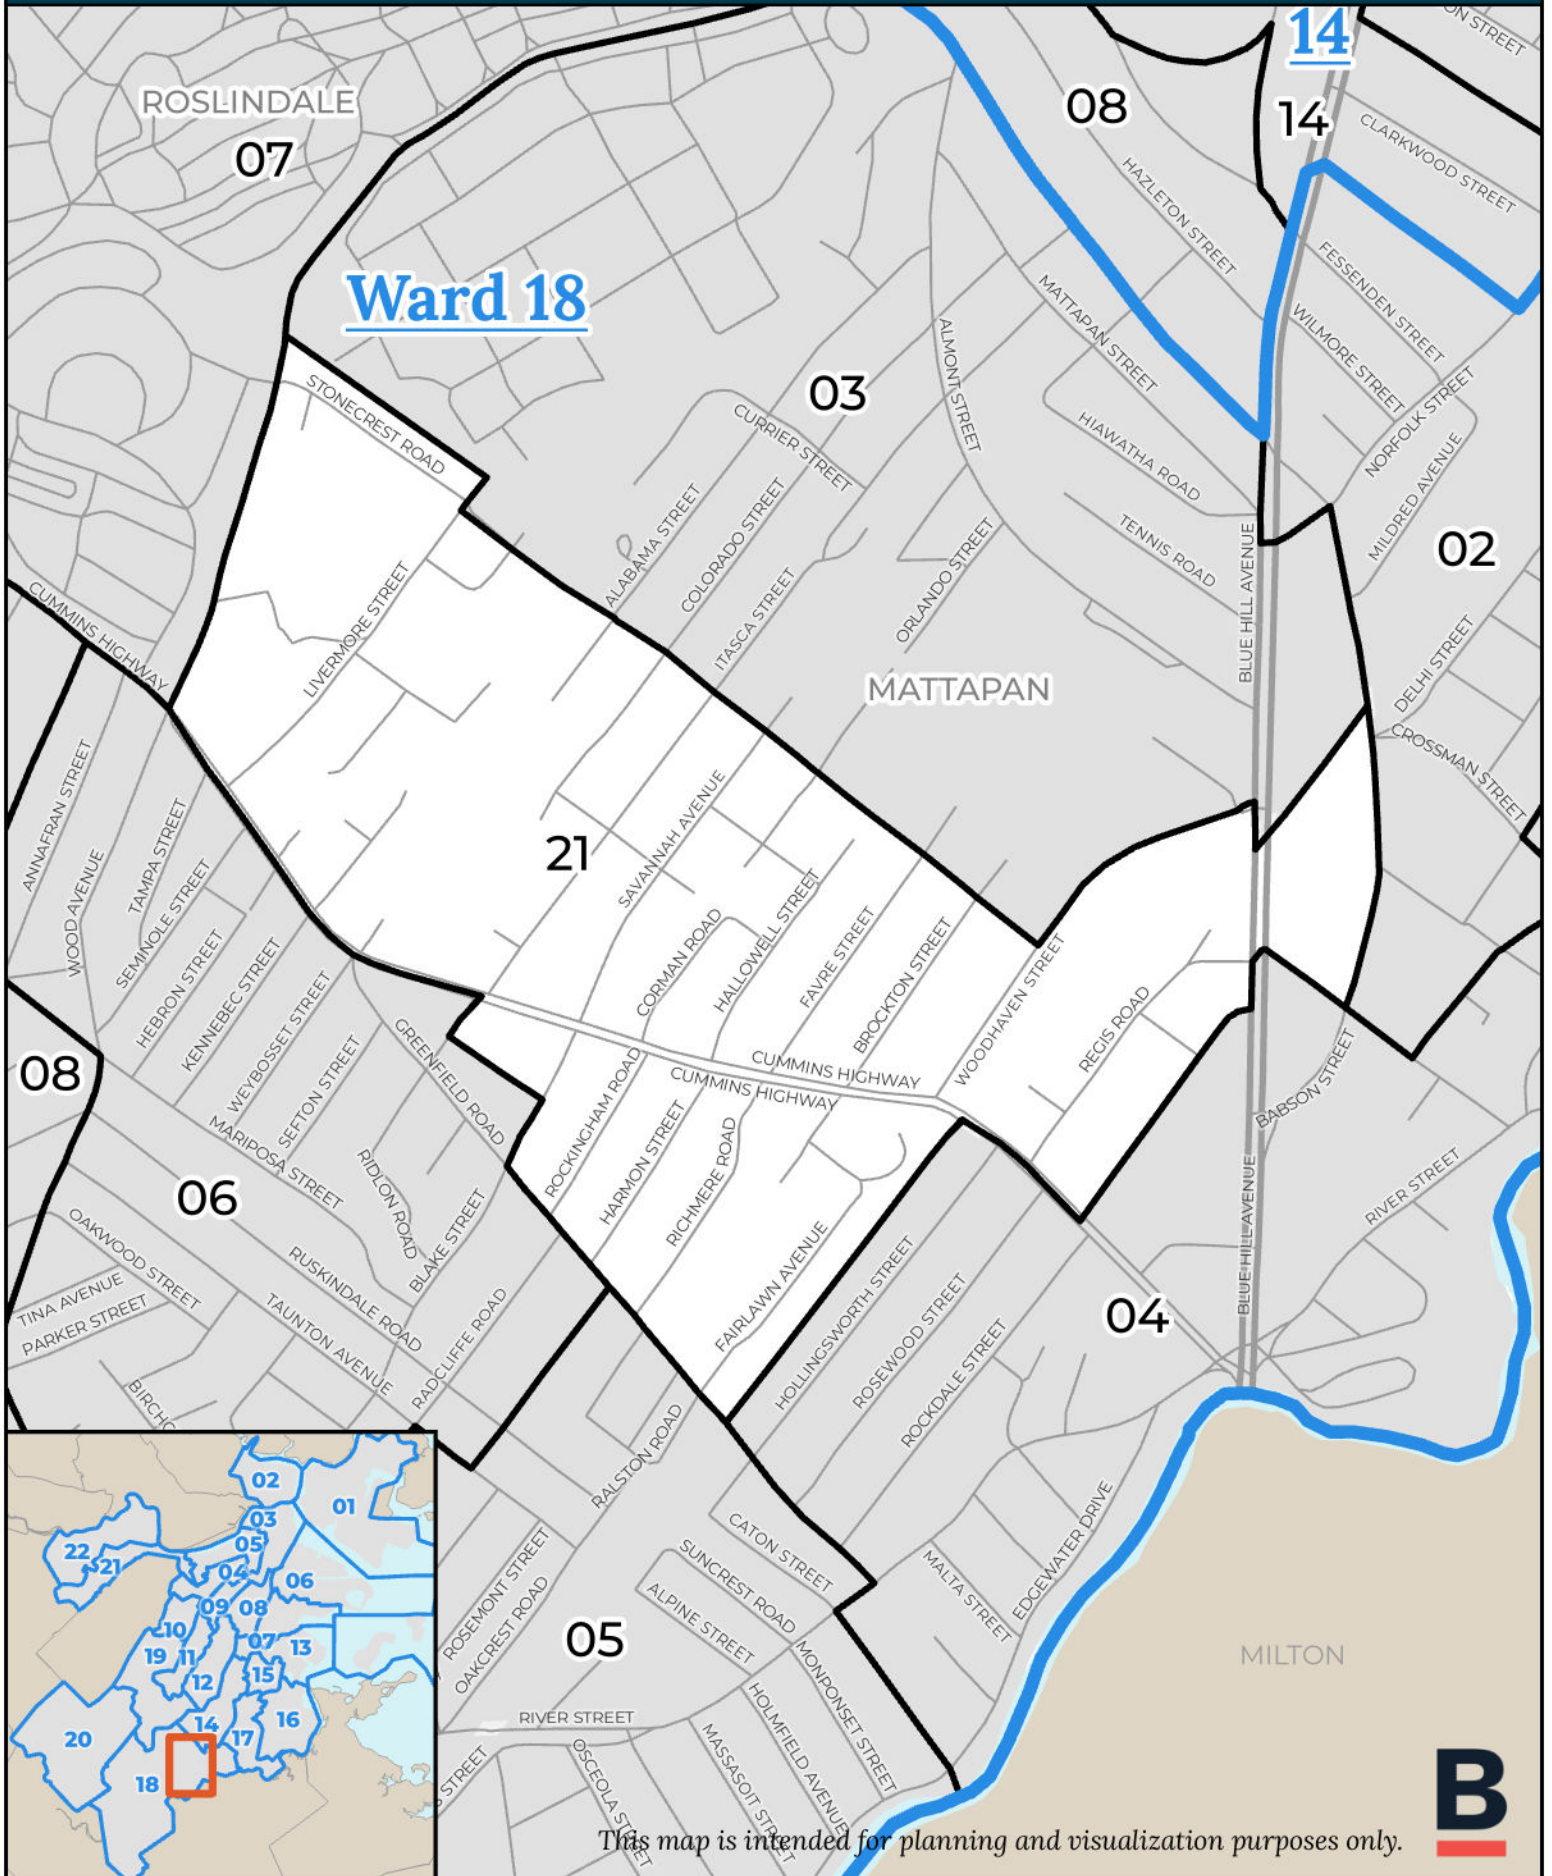 14
ON STREET
ROSLINDALE
07
08
14
CLARKWOOD STREET
HAZLETON STREET
Ward 18
FESSENDEN STREET
MATTAPAN STREET
WILMORE STREET
ALMONT STREET
03
STONECREST ROAD
CURRIER STREET
HIAWATHA ROAD
NORFOLK STREET
MILDRED AVENUE
ALABAMA STREET
COLORADO STREET
TENNIS ROAD
02
ORLANDO STREET
BLUE HILL AVENUE
ITASCA STREET
LIVERMORE STREET
CUMMINS HIGHWAY
DELHI STREET
MATTAPAN
CROSSMAN STREET
ANNAFRAN STREET
TAMPA STREET
21
SAVANNAH AVENUE
WOOD AVENUE
SEMINOLE STREET
CORMAN ROAD
HALLOWELL STREET
FAVRE STREET
BROCKTON STREET
HEBRON STREET
KENNEBEC STREET
WEYBOSSET STREET
WOODHAVEN STREET
REGIS ROAD
GREENFIELD ROAD
08
SEFTON STREET
CUMMINS HIGHWAY
CUMMINS HIGHWAY
BABSON STREET
ROCKINGHAM ROAD
HARMON STREET
RICHMERE ROAD
MARIPOSA STREET
06
RIDLON ROAD
BLAKE STREET
RIVER STREET
OAKWOOD STREET
RUSKINDALE ROAD
FAIRLAWN AVENUE
HOLLINGSWORTH STREET
BLUE HILL AVENUE
TINA AVENUE
PARKER STREET
TAUNTON AVENUE
RADCLIFFE ROAD
ROSEWOOD STREET
ROCKDALE STREET
04
BIRCHC
RALSTON ROAD
CATON STREET
EDGEWATER DRIVE
ROSEMONT STREET
OAKCREST ROAD
SUNCREST ROAD
ALPINE STREET
MALTA STREET
05
MONPONSET STREET
MILTON
RIVER STREET
HOLMFIELD AVENUE
MASSASOIT STREET
OSCEOLA STREET
S STREET
02
01
03
05
22
21
04
06
09
08
10
07
13
19
11
12
15
14
16
17
20
18
B
This map is intended for planning and visualization purposes only.